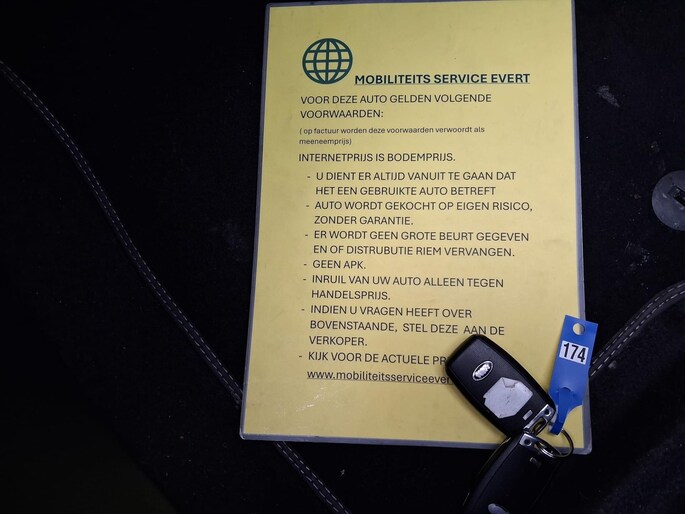 MOBILITEITS SERVICE EVERT
VOOR DEZE AUTO GELDEN VOLGENDE
VOORWAARDEN:
( op factuur worden deze voorwaarden verwoordt als
meeneemprijs)
INTERNETPRIJS IS BODEMPRIJS.
- U DIENT ER ALTIJD VANUIT TE GAAN DAT
HET EEN GEBRUIKTE AUTO BETREFT
- AUTO WORDT GEKOCHT OP EIGEN RISICO,
ZONDER GARANTIE.
- ER WORDT GEEN GROTE BEURT GEGEVEN
EN OF DISTRUBUTIE RIEM VERVANGEN.
- GEEN APK.
- INRUIL VAN UW AUTO ALLEEN TEGEN
HANDELSPRIJS.
- INDIEN U VRAGEN HEEFT OVER
BOVENSTAANDE, STEL DEZE AAN DE
VERKOPER.
- KIJK VOOR DE ACTUELE
www.mobiliteitsserviceever
174